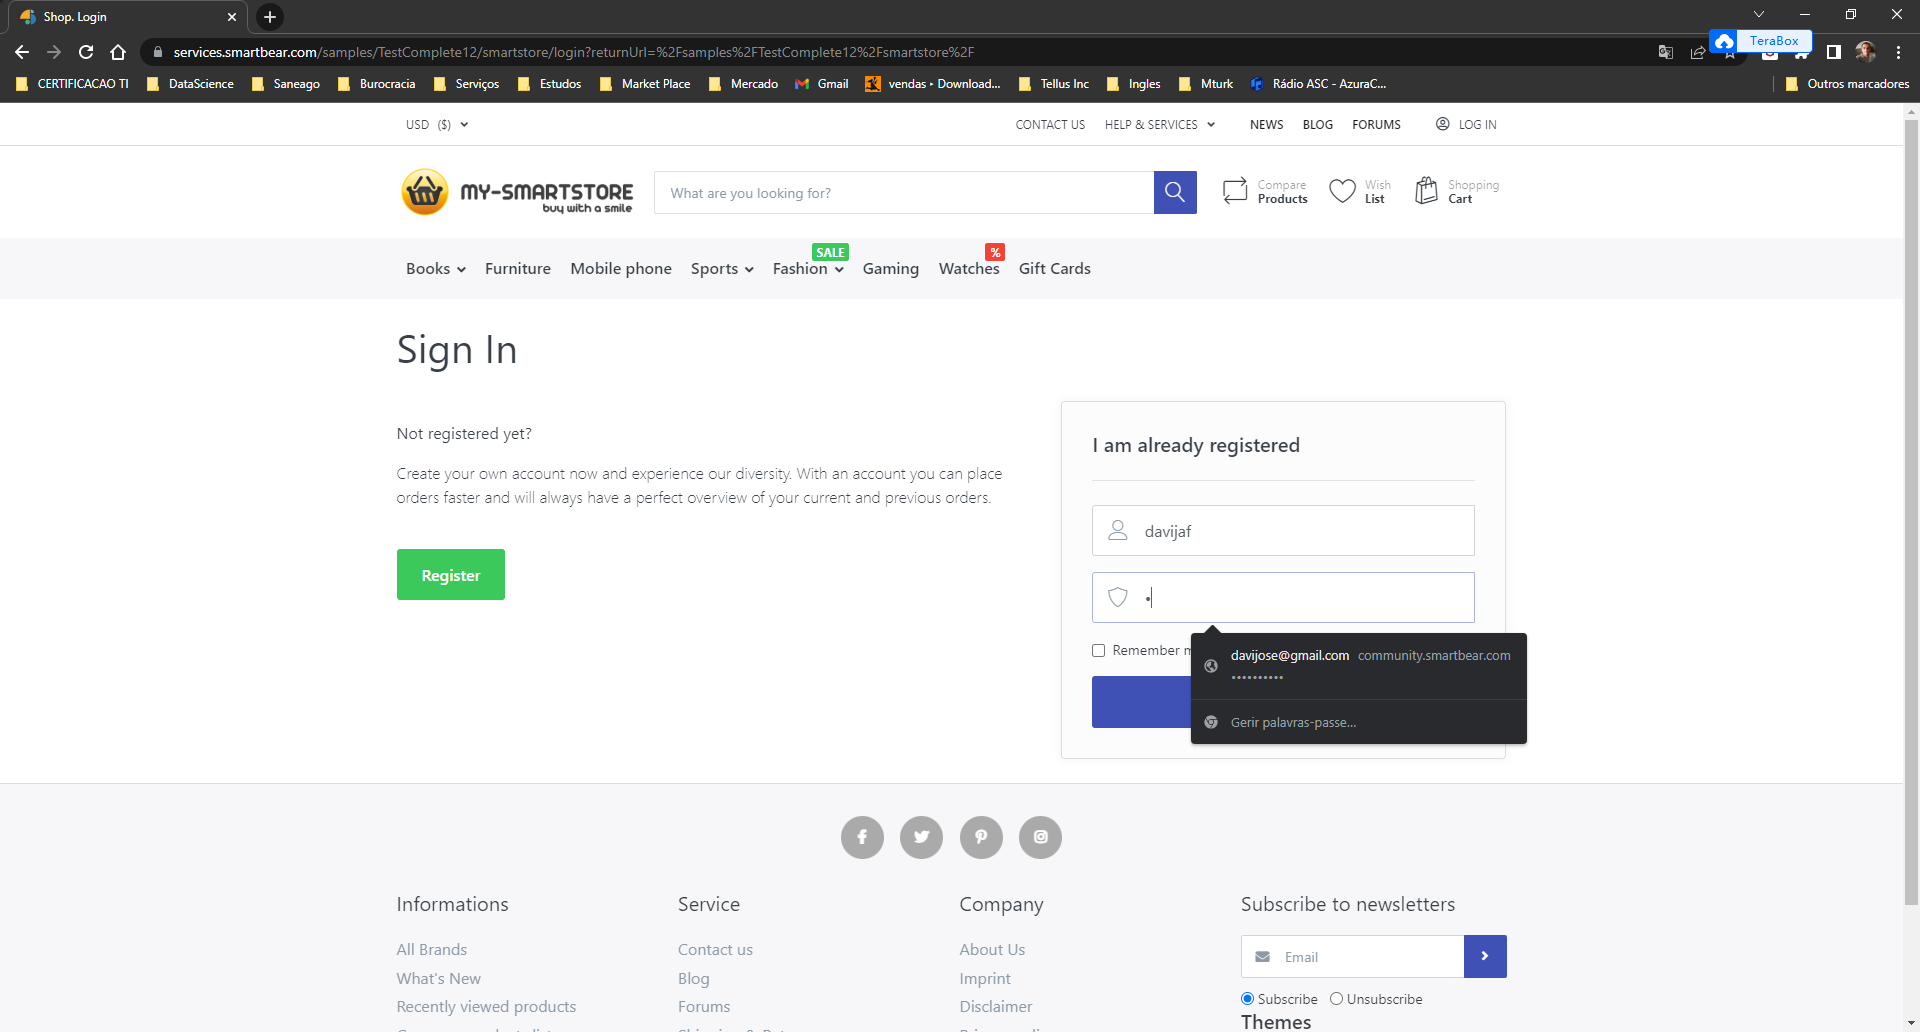 Shop. Login
TeraBox
services.smartbear.com/samples/TestComplete12/smartstore/login?returnUrl=%2Fsamples%2FTestComplete12%2Fsmartstore%2F
CERTIFICACAO TI DataScience Saneago Burocracia Serviços Estudos Market Place Mercado Gmail vendas ‣ Download... Tellus Inc Ingles Mturk Rádio ASC - AzuraC... Outros marcadores
USD ($) CONTACT US HELP & SERVICES NEWS BLOG FORUMS LOG IN
MY-SMARTSTORE
buy with a smile
What are you looking for?
Compare
Products
Wish
List
Shopping
Cart
SALE %
Books Furniture Mobile phone Sports Fashion Gaming Watches Gift Cards
Sign In
Not registered yet?
Create your own account now and experience our diversity. With an account you can place
orders faster and will always have a perfect overview of your current and previous orders.
Register
I am already registered
davijaf
•
Remember
davijose@gmail.com community.smartbear.com
••••••••••
Gerir palavras-passe...
Informations
All Brands
What's New
Recently viewed products
Service
Contact us
Blog
Forums
Company
About Us
Imprint
Disclaimer
Subscribe to newsletters
Email
Subscribe Unsubscribe
Themes